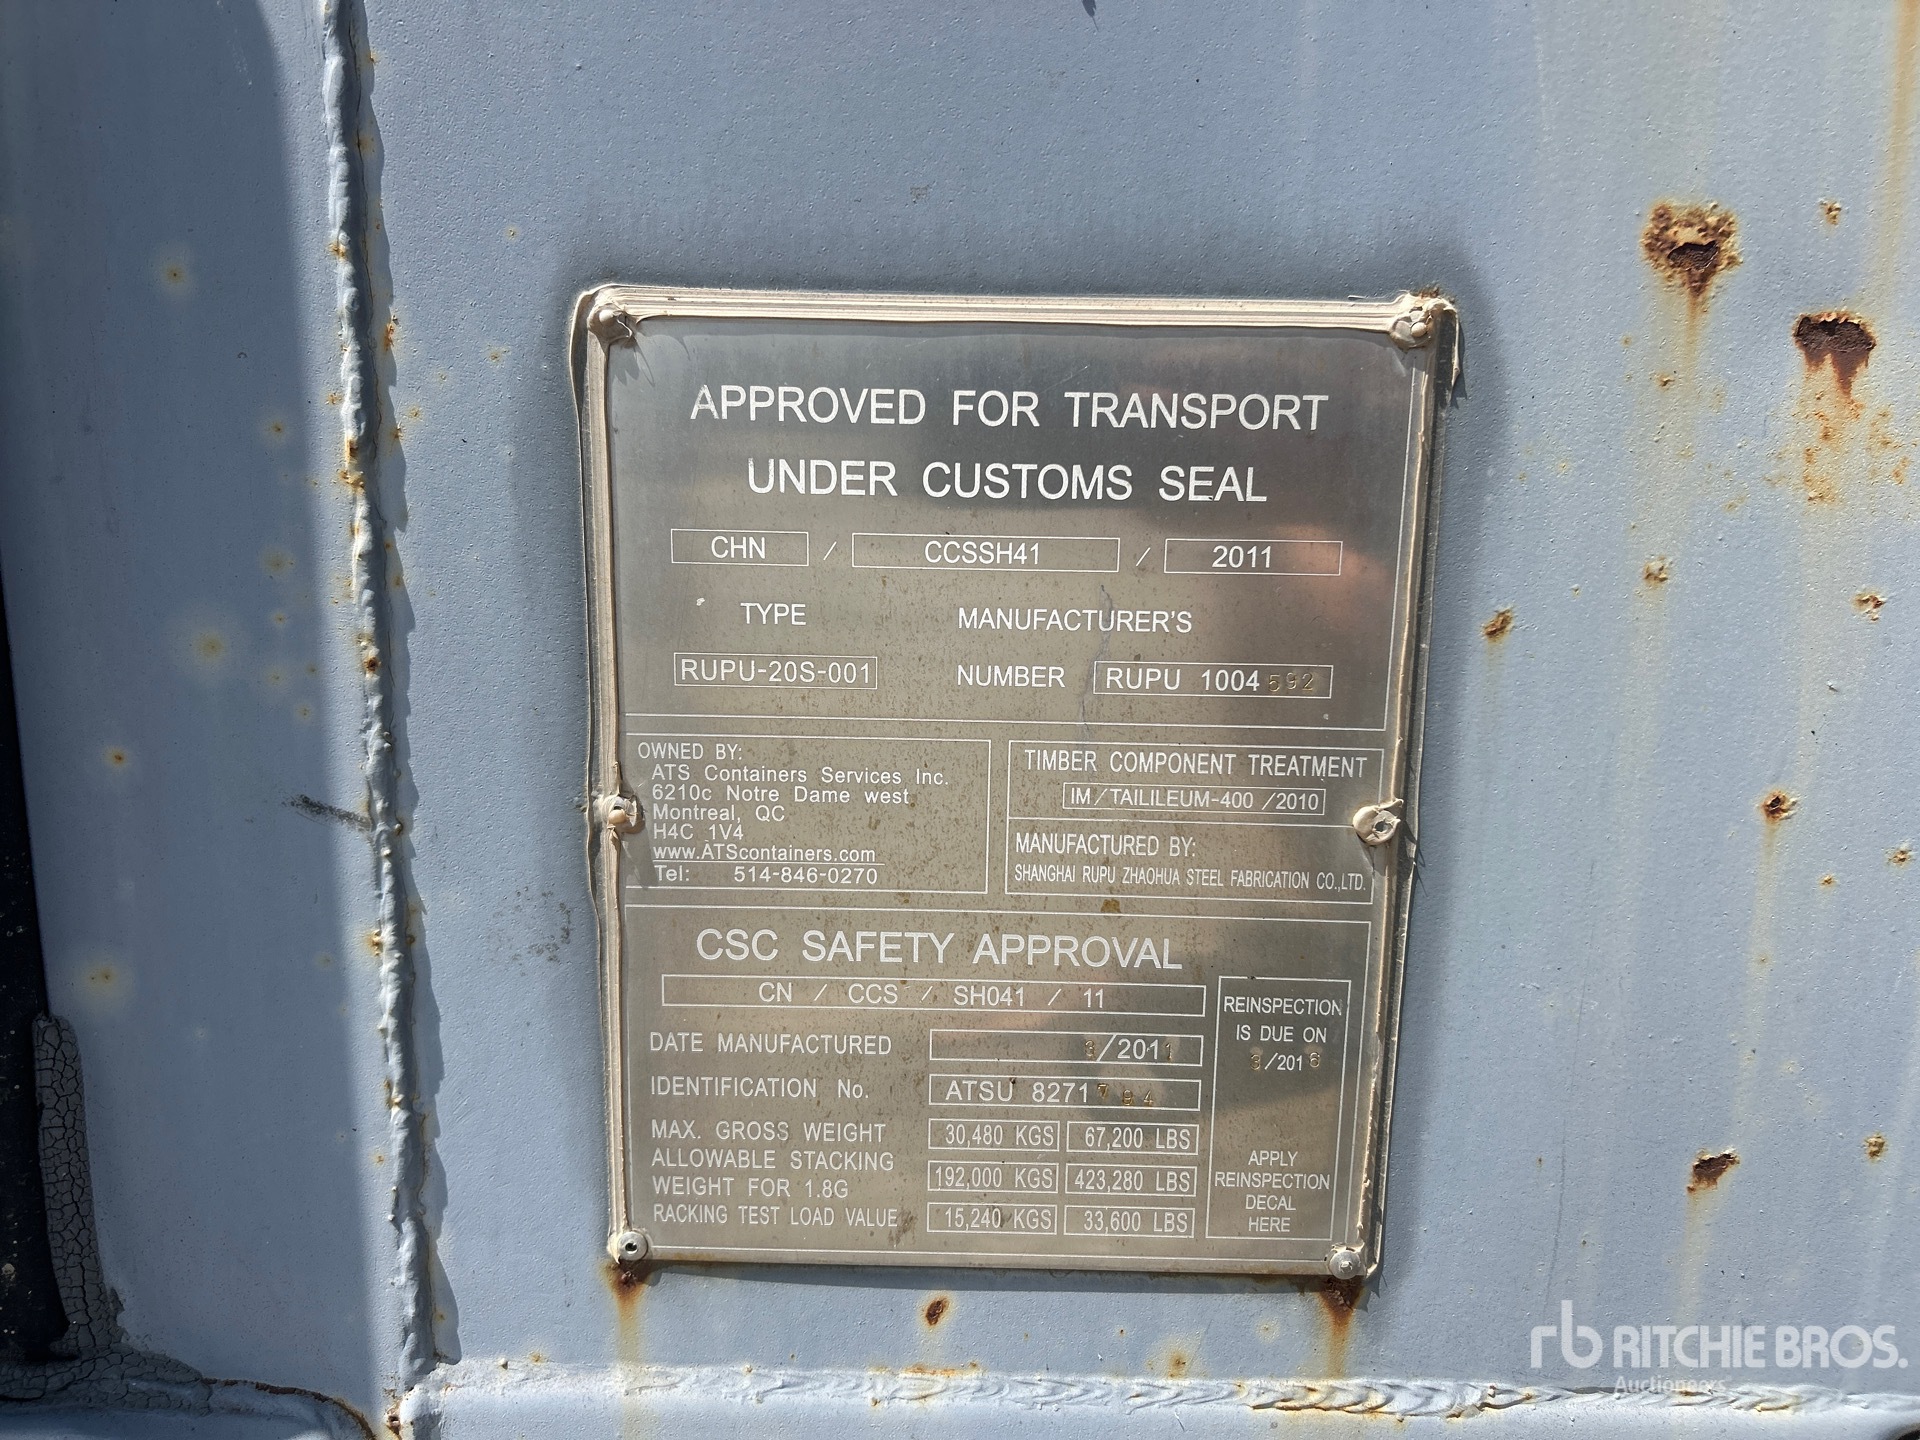 APPROVED FOR TRANSPORT
UNDER CUSTOMS SEAL
CHN / CCSSH41 / 2011
TYPE MANUFACTURER'S
RUPU-20S-001 NUMBER RUPU 1004592
OWNED BY:
ATS Containers Services Inc.
6210c Notre Dame west
Montreal, QC
H4C 1V4
www.ATScontainers.com
Tel: 514-846-0270
TIMBER COMPONENT TREATMENT
IM/TAILILEUM-400/2010
MANUFACTURED BY:
SHANGHAI RUPU ZHAOHUA STEEL FABRICATION CO.,LTD.
CSC SAFETY APPROVAL
CN / CCS / SH041 / 11
DATE MANUFACTURED 3/2011
IDENTIFICATION No. ATSU 8271794
MAX. GROSS WEIGHT 30,480 KGS 67,200 LBS
ALLOWABLE STACKING
WEIGHT FOR 1.8G 192,000 KGS 423,280 LBS
RACKING TEST LOAD VALUE 15,240 KGS 33,600 LBS
REINSPECTION
IS DUE ON
3/2016
APPLY
REINSPECTION
DECAL
HERE
rb RITCHIE BROS.
Auctioneers